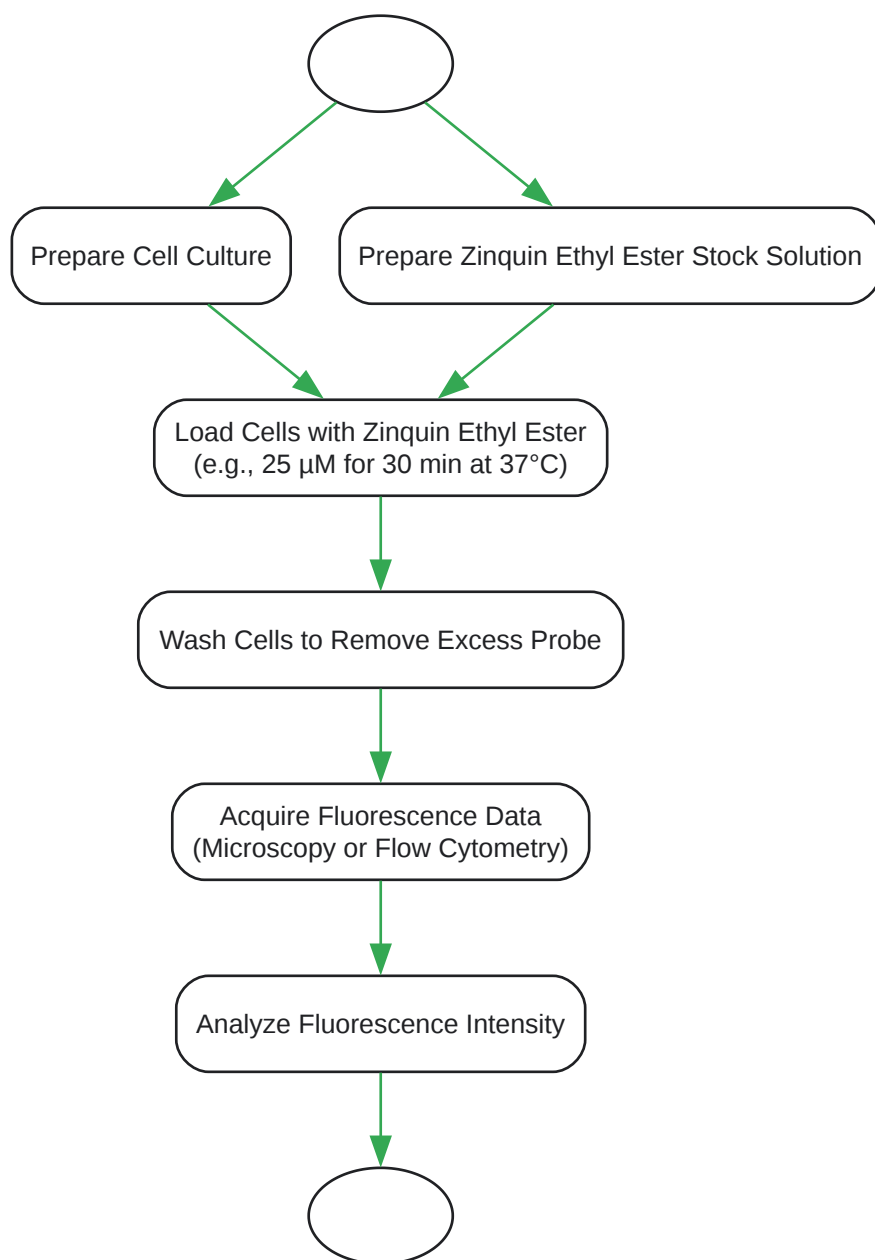 Prepare Cell Culture
Prepare Zinquin Ethyl Ester Stock Solution
Load Cells with Zinquin Ethyl Ester
(e.g., 25 µM for 30 min at 37°C)
Wash Cells to Remove Excess Probe
Acquire Fluorescence Data
(Microscopy or Flow Cytometry)
Analyze Fluorescence Intensity